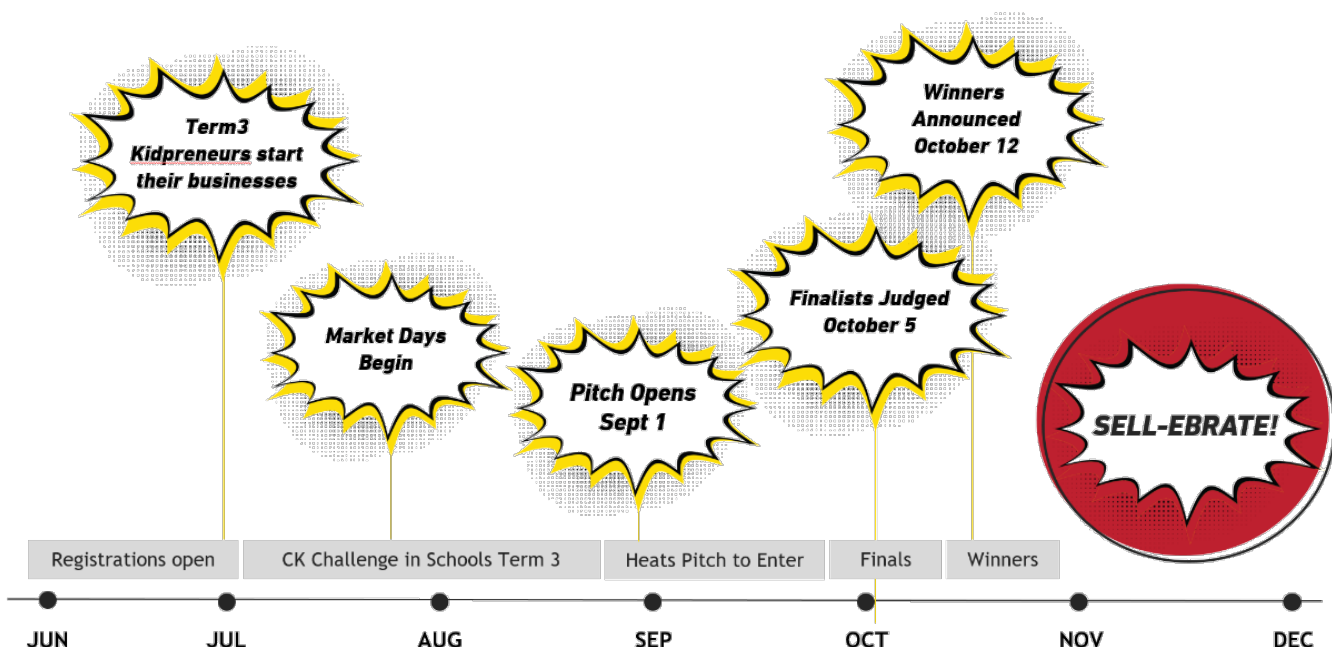 Term3
Kidpreneurs start
their businesses
Market Days
Begin
Pitch Opens
Sept 1
Finalists Judged
October 5
Winners
Announced
October 12
SELL-EBRATE!
Registrations open
CK Challenge in Schools Term 3
Heats Pitch to Enter
Finals
Winners
JUN
JUL
AUG
SEP
OCT
NOV
DEC